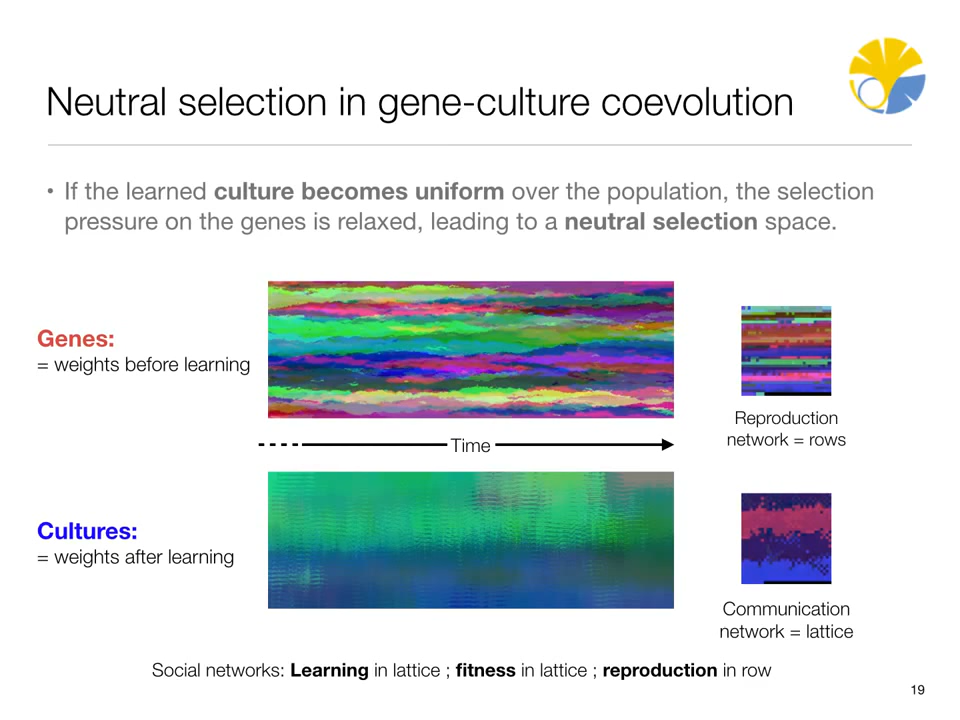 Neutral selection in gene-culture coevolution
• If the learned culture becomes uniform over the population, the selection
pressure on the genes is relaxed, leading to a neutral selection space.
Genes:
= weights before learning
Reproduction
network = rows
Time
Cultures:
= weights after learning
Communication
network = lattice
Social networks: Learning in lattice ; fitness in lattice ; reproduction in row
19